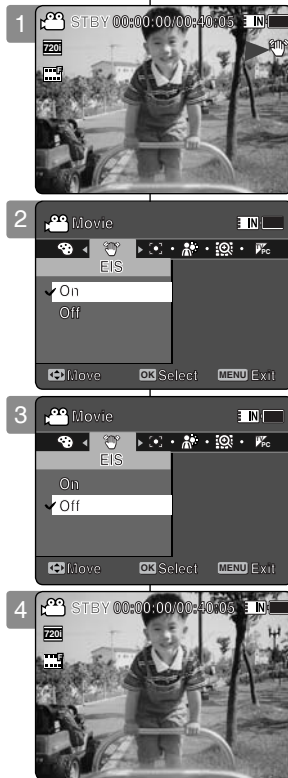 1
STBY 00:00:00/00:40:05 IN
720i
F
2
Movie IN
PC
EIS
On
Off
Move OK Select MENU Exit
3
Movie IN
PC
EIS
On
Off
Move OK Select MENU Exit
4
STBY 00:00:00/00:40:05 IN
720i
F